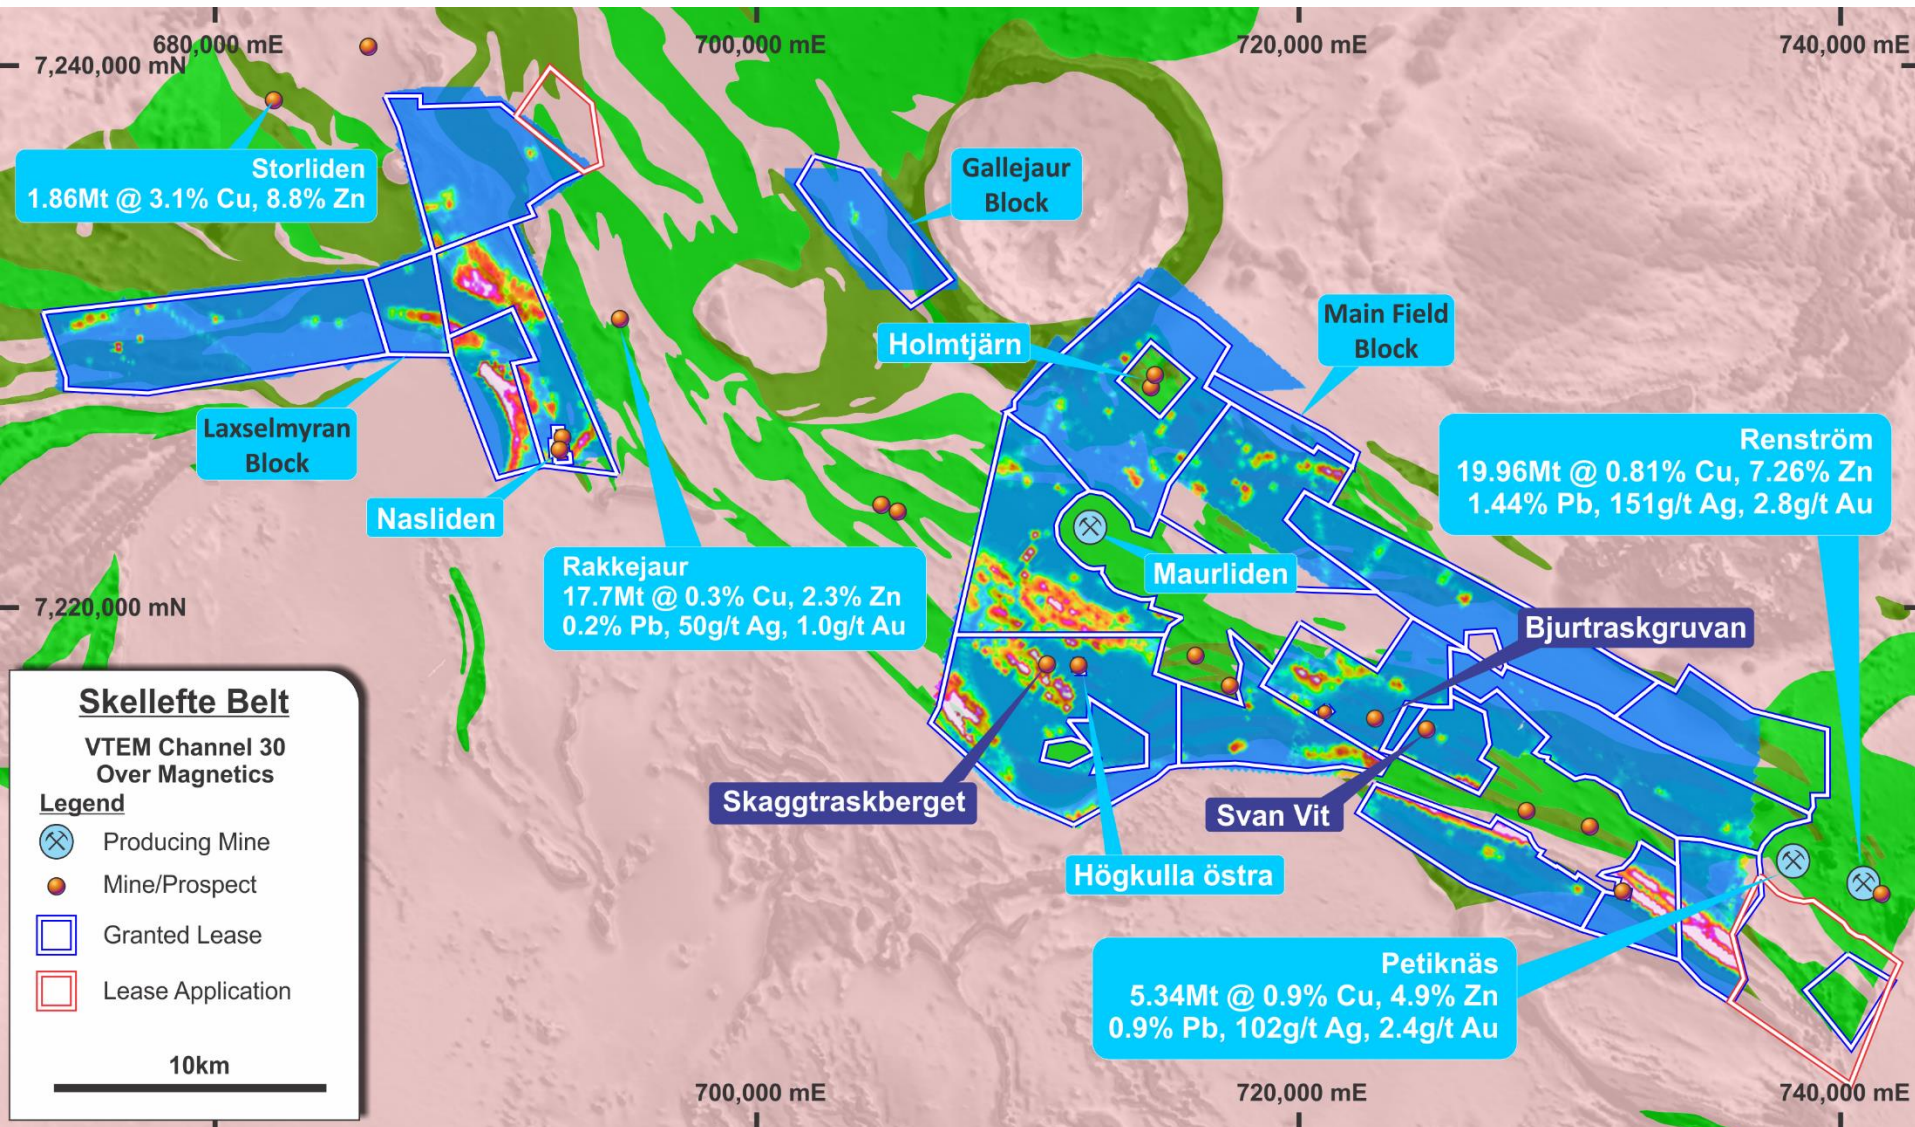 680,000 mE
700,000 mE
720,000 mE
740,000 mE
7,240,000 mN
Storliden
1.86Mt @ 3.1% Cu, 8.8% Zn
Gallejaur
Block
Holmtjärn
Main Field
Block
Laxselmyran
Block
Nasliden
Renström
19.96Mt @ 0.81% Cu, 7.26% Zn
1.44% Pb, 151g/t Ag, 2.8g/t Au
Rakkejaur
17.7Mt @ 0.3% Cu, 2.3% Zn
0.2% Pb, 50g/t Ag, 1.0g/t Au
Maurliden
7,220,000 mN
Bjurtraskgruvan
Skaggtraskberget
Svan Vit
Högkulla östra
Petiknäs
5.34Mt @ 0.9% Cu, 4.9% Zn
0.9% Pb, 102g/t Ag, 2.4g/t Au
Skellefte Belt
VTEM Channel 30
Over Magnetics
Legend
Producing Mine
Mine/Prospect
Granted Lease
Lease Application
10km
700,000 mE
720,000 mE
740,000 mE